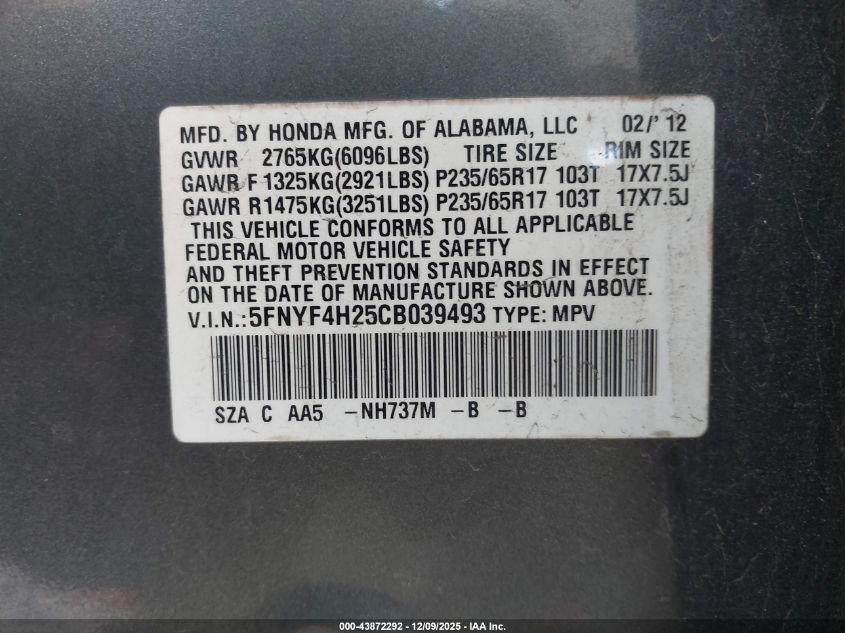 MFD. BY HONDA MFG. OF ALABAMA, LLC 02/' 12
GVWR 2765KG(6096LBS) TIRE SIZE RIM SIZE
GAWR F 1325KG(2921LBS) P235/65R17 103T 17X7.5J
GAWR R1475KG(3251LBS) P235/65R17 103T 17X7.5J
THIS VEHICLE CONFORMS TO ALL APPLICABLE
FEDERAL MOTOR VEHICLE SAFETY
AND THEFT PREVENTION STANDARDS IN EFFECT
ON THE DATE OF MANUFACTURE SHOWN ABOVE.
V.I.N.:5FNYF4H25CB039493 TYPE: MPV
SZA C AA5 -NH737M -B -B
000-43872292 - 12/09/2025 - IAA Inc.